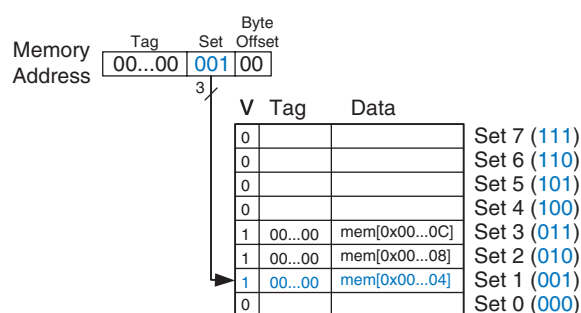 Byte
Tag Set Offset
Memory Address 00...00 001 00
3
V Tag Data
0 Set 7 (111)
0 Set 6 (110)
0 Set 5 (101)
0 Set 4 (100)
1 00...00 mem[0x00...0C] Set 3 (011)
1 00...00 mem[0x00...08] Set 2 (010)
1 00...00 mem[0x00...04] Set 1 (001)
0 Set 0 (000)